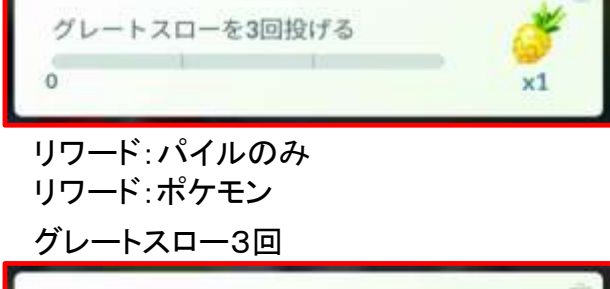 グレートスローを3回投げる
0
x1
リワード:パイルのみ
リワード:ポケモン
グレートスロー３回